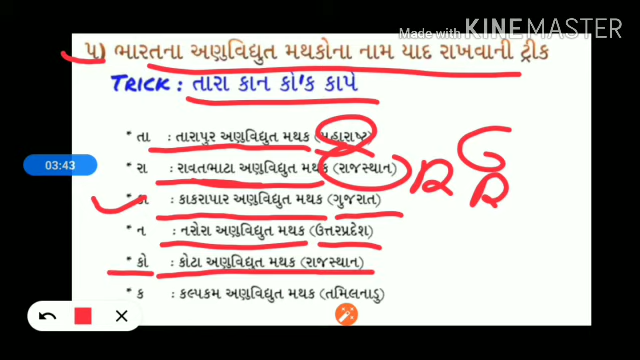 Made with KINEMASTER
૫) ભારતના અણુવિદ્યુત મથકોના નામ યાદ રાખવાની ટ્રીક
TRICK : તારા કાન કો'ક કાપે
* તા : તારાપુર અણુવિદ્યુત મથક (મહારાષ્ટ્ર)
* રા : રાવતભાટા અણુવિદ્યુત મથક (રાજસ્થાન)
03:43
* કા : કાકરાપાર અણુવિદ્યુત મથક (ગુજરાત)
* ન : નરોરા અણુવિદ્યુત મથક (ઉત્તરપ્રદેશ)
* કો : કોટા અણુવિદ્યુત મથક (રાજસ્થાન)
* ક : કલ્પકમ અણુવિદ્યુત મથક (તમિલનાડુ)